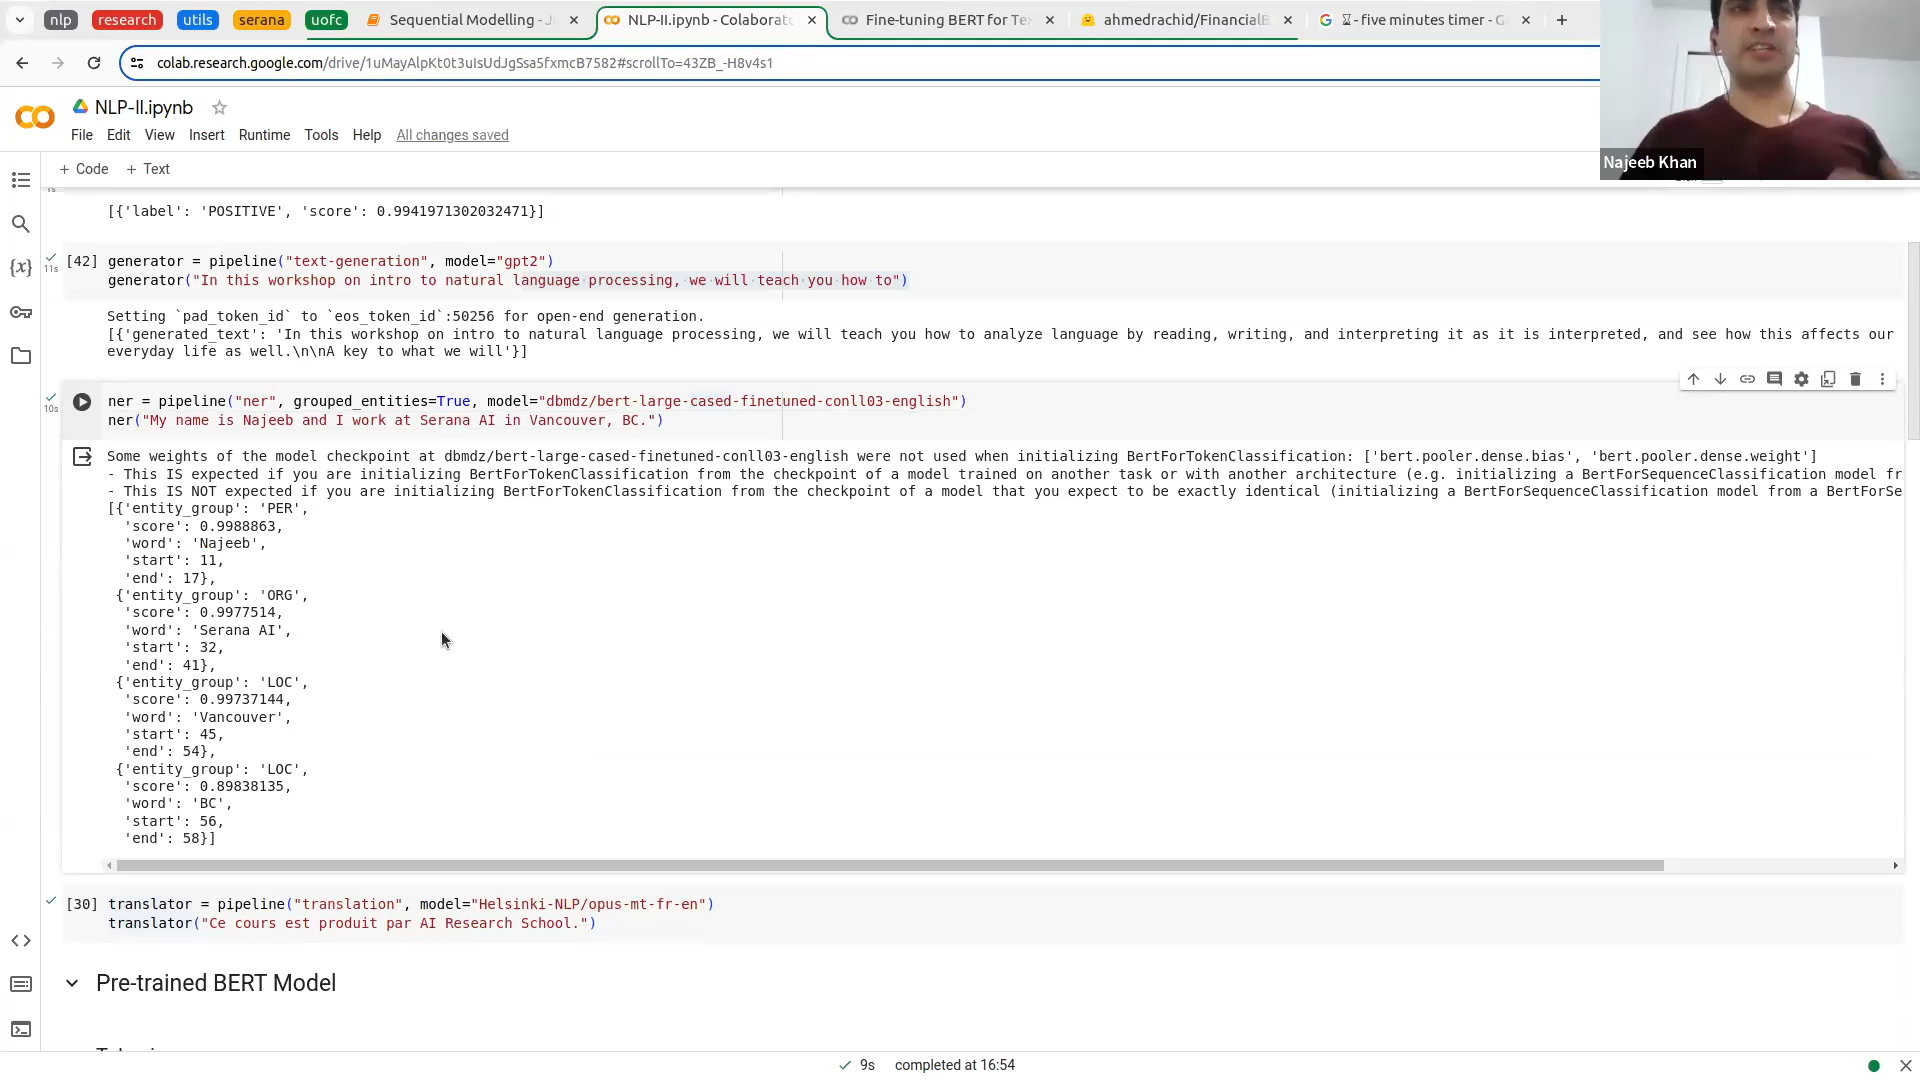 nlp research utils serana uofc Sequential Modelling - J NLP-II.ipynb - Colaborato Fine-tuning BERT for Te ahmedrachid/FinancialB five minutes timer - G
colab.research.google.com/drive/1uMayAlpKt0t3uIsUdJgSsa5fxmcB7582#scrollTo=43ZB_-H8v4s1
NLP-II.ipynb
File Edit View Insert Runtime Tools Help All changes saved
Najeeb Khan
+ Code + Text
1s
[{'label': 'POSITIVE', 'score': 0.9941971302032471}]
[42] generator = pipeline("text-generation", model="gpt2")
11s
generator("In this workshop on intro to natural language processing, we will teach you how to")
Setting `pad_token_id` to `eos_token_id`:50256 for open-end generation.
[{'generated_text': 'In this workshop on intro to natural language processing, we will teach you how to analyze language by reading, writing, and interpreting it as it is interpreted, and see how this affects our
everyday life as well.\n\nA key to what we will'}]
ner = pipeline("ner", grouped_entities=True, model="dbmdz/bert-large-cased-finetuned-conll03-english")
10s
ner("My name is Najeeb and I work at Serana AI in Vancouver, BC.")
Some weights of the model checkpoint at dbmdz/bert-large-cased-finetuned-conll03-english were not used when initializing BertForTokenClassification: ['bert.pooler.dense.bias', 'bert.pooler.dense.weight']
- This IS expected if you are initializing BertForTokenClassification from the checkpoint of a model trained on another task or with another architecture (e.g. initializing a BertForSequenceClassification model fr
- This IS NOT expected if you are initializing BertForTokenClassification from the checkpoint of a model that you expect to be exactly identical (initializing a BertForSequenceClassification model from a BertForSe
[{'entity_group': 'PER',
'score': 0.9988863,
'word': 'Najeeb',
'start': 11,
'end': 17},
{'entity_group': 'ORG',
'score': 0.9977514,
'word': 'Serana AI',
'start': 32,
'end': 41},
{'entity_group': 'LOC',
'score': 0.99737144,
'word': 'Vancouver',
'start': 45,
'end': 54},
{'entity_group': 'LOC',
'score': 0.89838135,
'word': 'BC',
'start': 56,
'end': 58}]
[30] translator = pipeline("translation", model="Helsinki-NLP/opus-mt-fr-en")
translator("Ce cours est produit par AI Research School.")
Pre-trained BERT Model
9s completed at 16:54